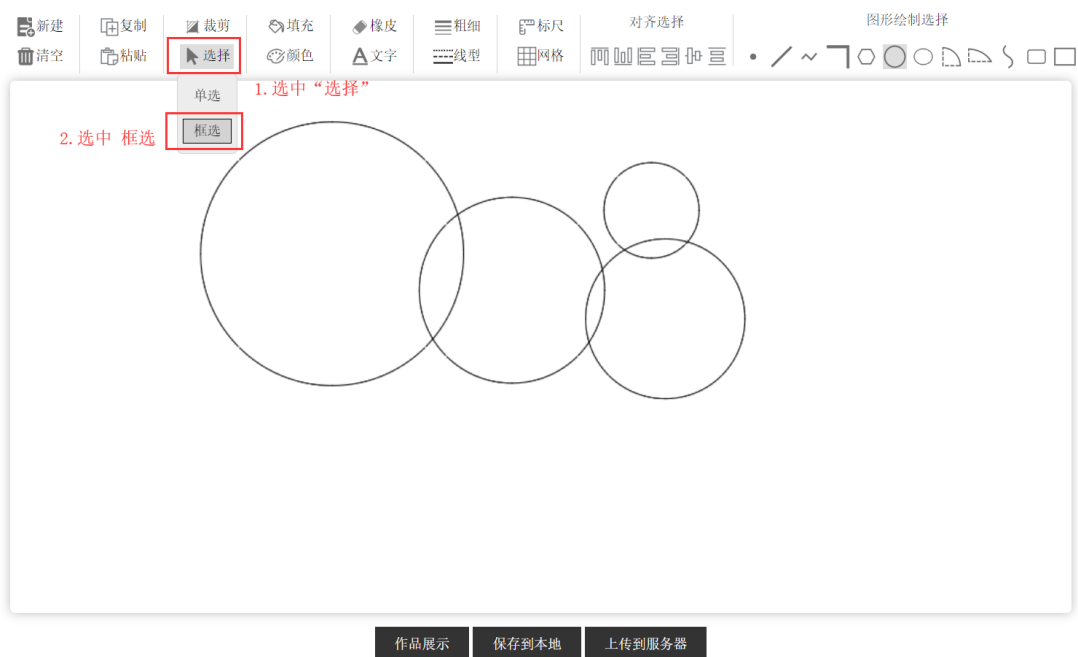 新建 复制 裁剪 填充 橡皮 粗细 标尺 对齐选择 图形绘制选择
清空 粘贴 选择 颜色 文字 线型 网格
单选 1.选中“选择”
2.选中 框选 框选
作品展示 保存到本地 上传到服务器